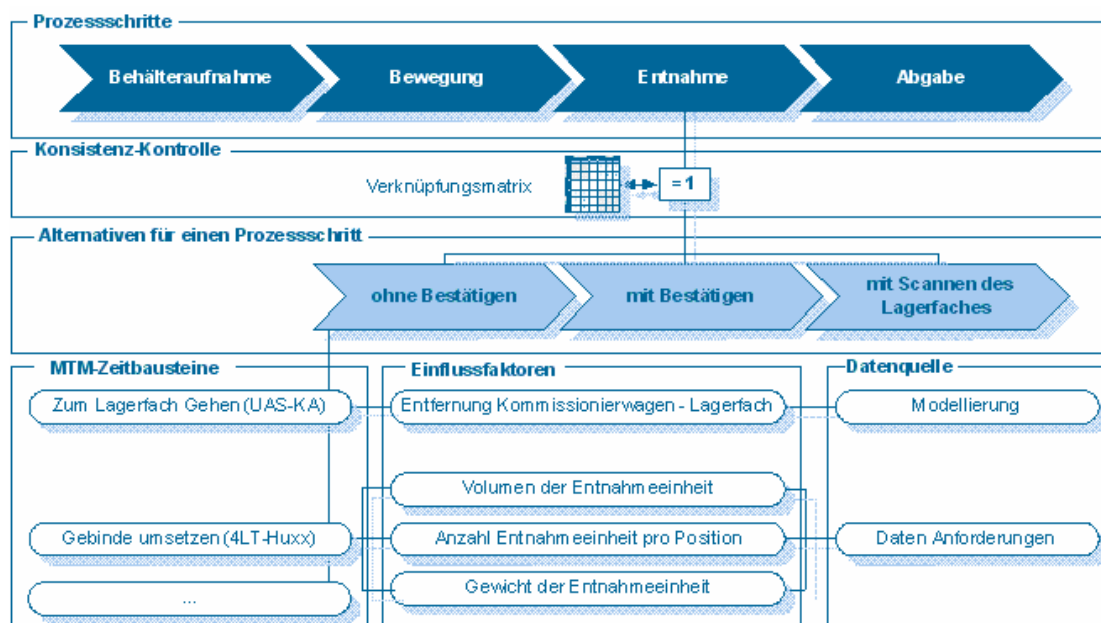 Prozessschritte
Behälteraufnahme
Bewegung
Entnahme
Abgabe
Konsistenz-Kontrolle
Verknüpfungsmatrix
= 1
Alternativen für einen Prozessschritt
ohne Bestätigen
mit Bestätigen
mit Scannen des
Lagerfaches
MTM-Zeitbausteine
Einflussfaktoren
Datenquelle
Zum Lagerfach Gehen (UAS-KA)
Entfernung Kommissionierwagen - Lagerfach
Modellierung
Volumen der Entnahmeeinheit
Gebinde umsetzen (4LT-Huxx)
Anzahl Entnahmeeinheit pro Position
Daten Anforderungen
Gewicht der Entnahmeeinheit
...